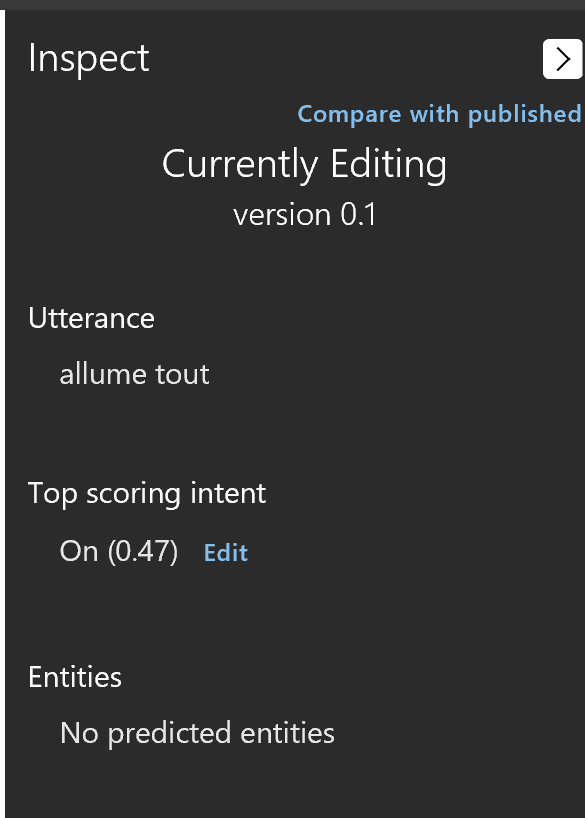 Inspect
Compare with published
Currently Editing
version 0.1
Utterance
allume tout
Top scoring intent
On (0.47) Edit
Entities
No predicted entities